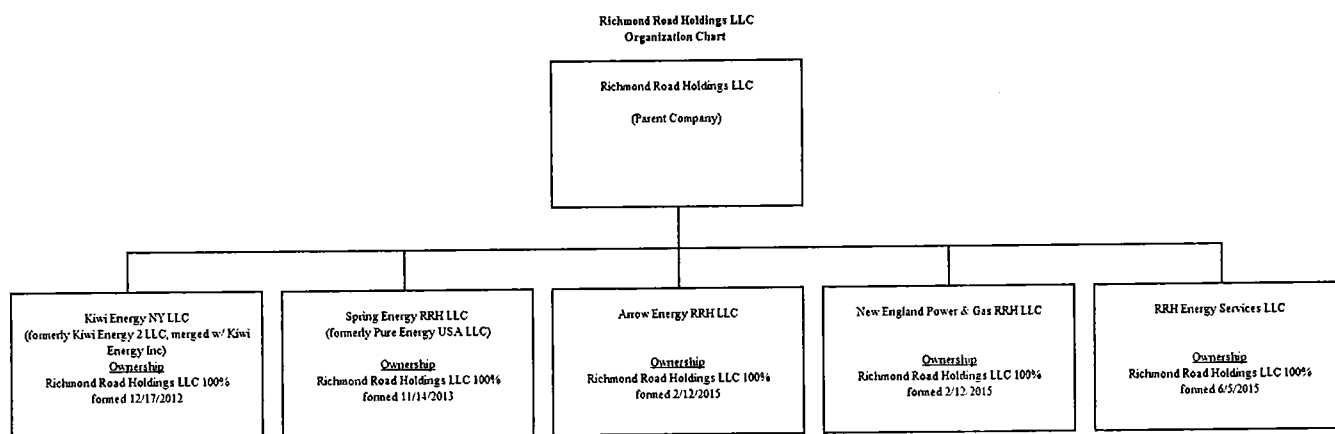 Richmond Road Holdings LLC
Organization Chart
Richmond Road Holdings LLC
(Parent Company)
Kiwi Energy NY LLC
(formerly Kiwi Energy 2 LLC, merged w/ Kiwi
Energy Inc)
Ownership
Richmond Road Holdings LLC 100%
formed 12/17/2012
Spring Energy RRH LLC
(formerly Pure Energy USA LLC)
Ownership
Richmond Road Holdings LLC 100%
formed 11/14/2013
Arrow Energy RRH LLC
Ownership
Richmond Road Holdings LLC 100%
formed 2/12/2015
New England Power & Gas RRH LLC
Ownership
Richmond Road Holdings LLC 100%
formed 2/12/2015
RRH Energy Services LLC
Ownership
Richmond Road Holdings LLC 100%
formed 6/5/2015